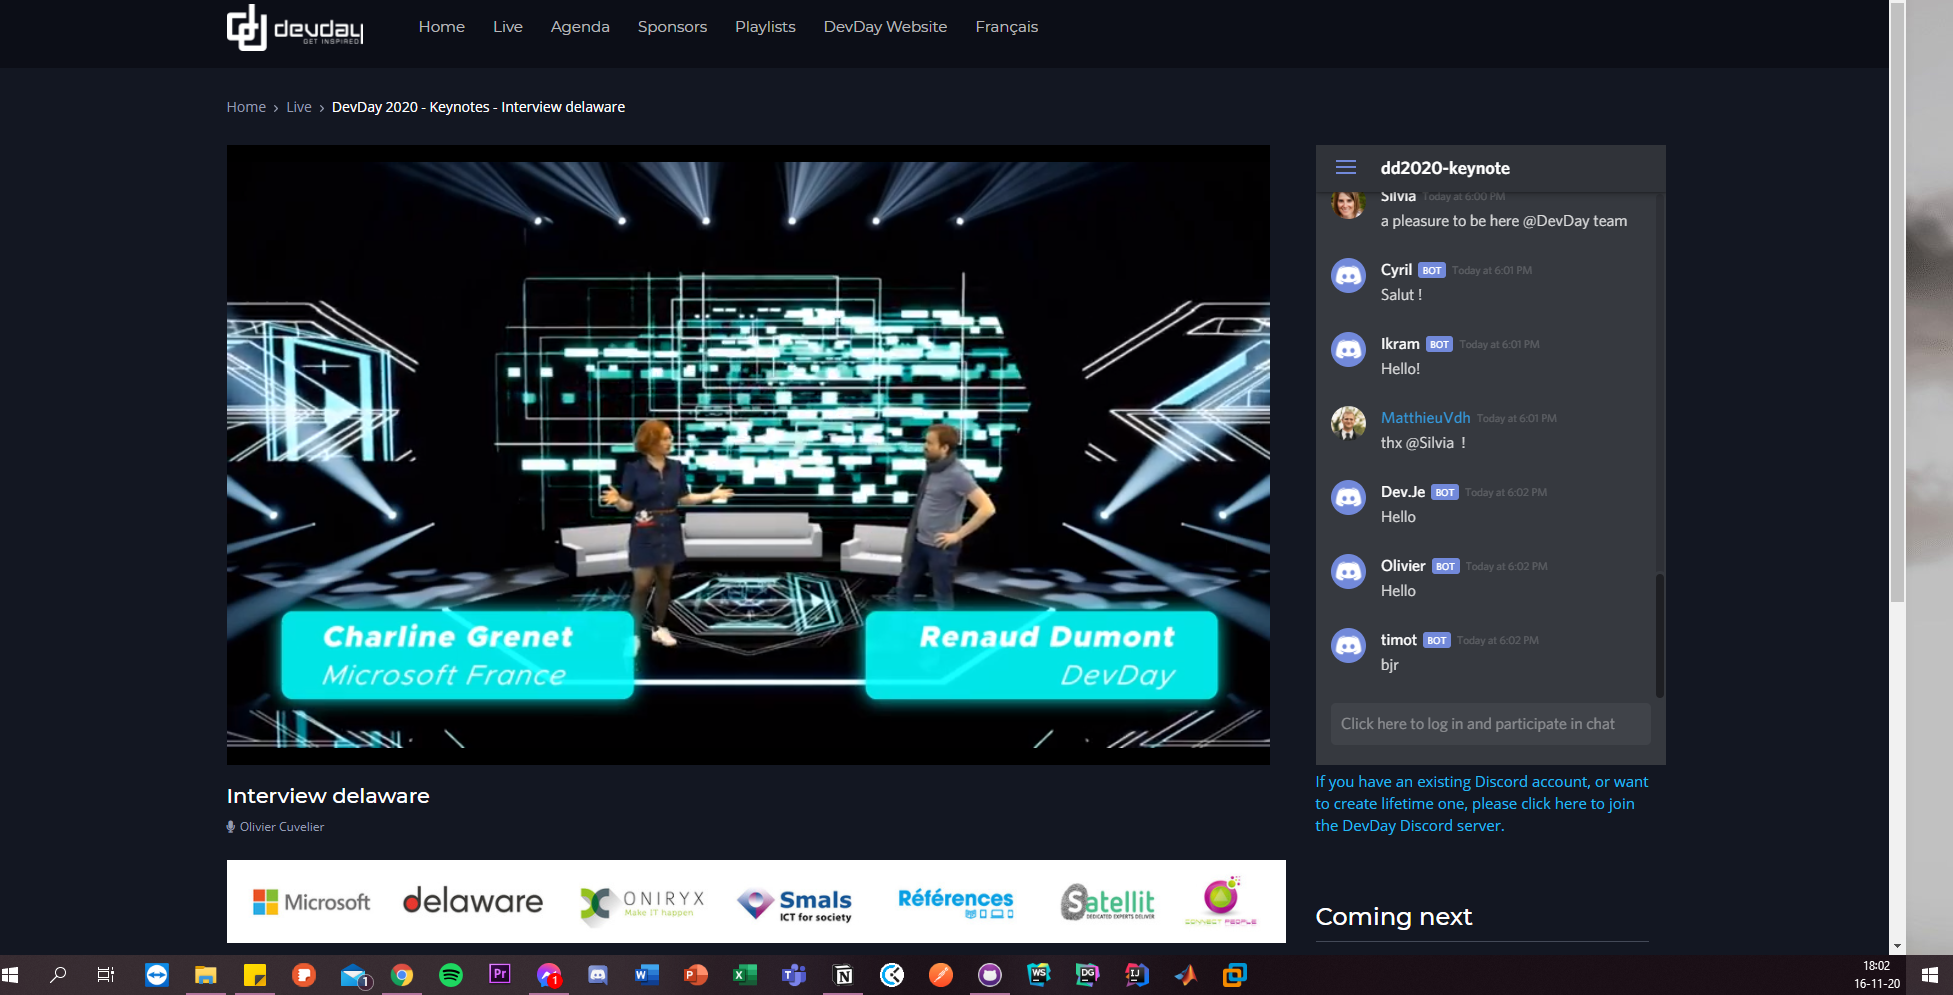 devday
GET INSPIRED
Home Live Agenda Sponsors Playlists DevDay Website Français
Home › Live › DevDay 2020 - Keynotes - Interview delaware
Charline Grenet
Microsoft France
Renaud Dumont
DevDay
Interview delaware
Olivier Cuvelier
Microsoft
delaware
ONIRYX
Make IT happen
Smals
ICT for society
Références
Satellit
DEDICATED EXPERTS DELIVER
CONNECT PEOPLE
dd2020-keynote
Silvia Today at 6:00 PM
a pleasure to be here @DevDay team
Cyril BOT Today at 6:01 PM
Salut !
Ikram BOT Today at 6:01 PM
Hello!
MatthieuVdh Today at 6:01 PM
thx @Silvia !
Dev.Je BOT Today at 6:02 PM
Hello
Olivier BOT Today at 6:02 PM
Hello
timot BOT Today at 6:02 PM
bjr
Click here to log in and participate in chat
If you have an existing Discord account, or want
to create lifetime one, please click here to join
the DevDay Discord server.
Coming next
1 Pr 1 W P X T N WS DG IJ
18:02
16-11-20